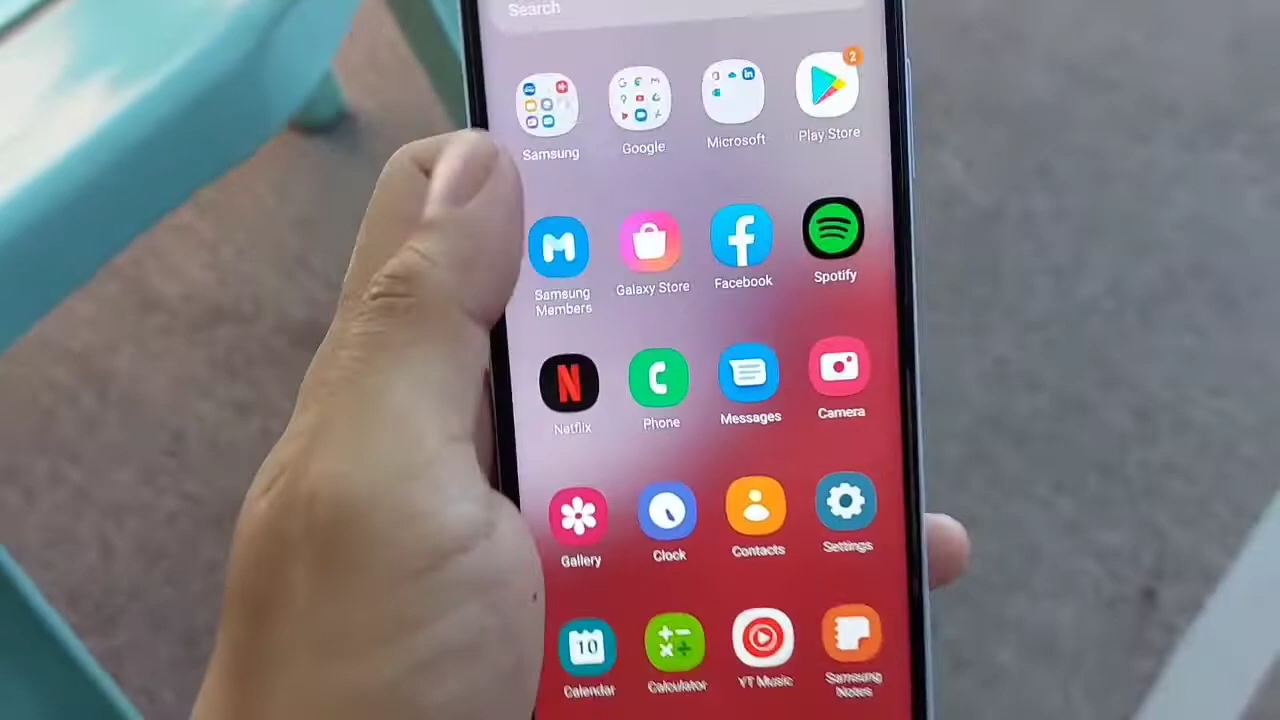 Search
2
Samsung
Google
Microsoft
Play Store
Samsung
Members
Galaxy Store
Facebook
Spotify
Netflix
Phone
Messages
Camera
Gallery
Clock
Contacts
Settings
10
Calendar
Calculator
YT Music
Samsung
Notes